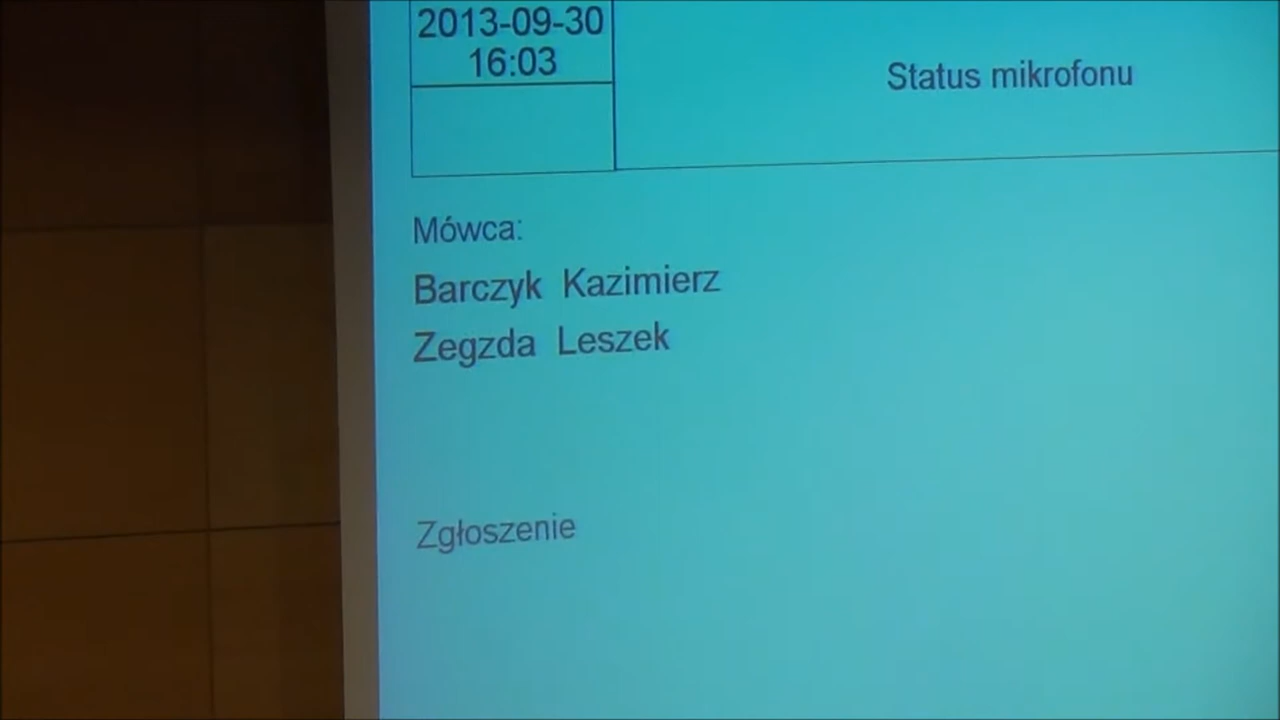 2013-09-30
16:03
Status mikrofonu
Mówca:
Barczyk Kazimierz
Zegzda Leszek
Zgłoszenie